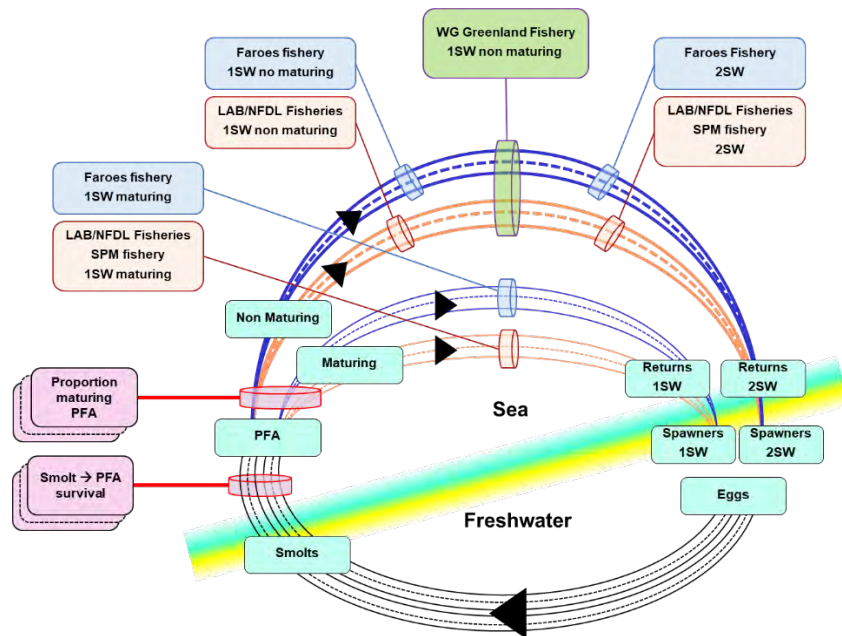 WG Greenland Fishery
1SW non maturing
Faroes fishery
1SW no maturing
Faroes Fishery
2SW
LAB/NFDL Fisheries
1SW non maturing
LAB/NFDL Fisheries
SPM fishery
2SW
Faroes fishery
1SW maturing
LAB/NFDL Fisheries
SPM fishery
1SW maturing
Non Maturing
Maturing
Returns
1SW
Returns
2SW
Proportion
maturing
PFA
Sea
PFA
Spawners
1SW
Spawners
2SW
Smolt → PFA
survival
Eggs
Freshwater
Smolts